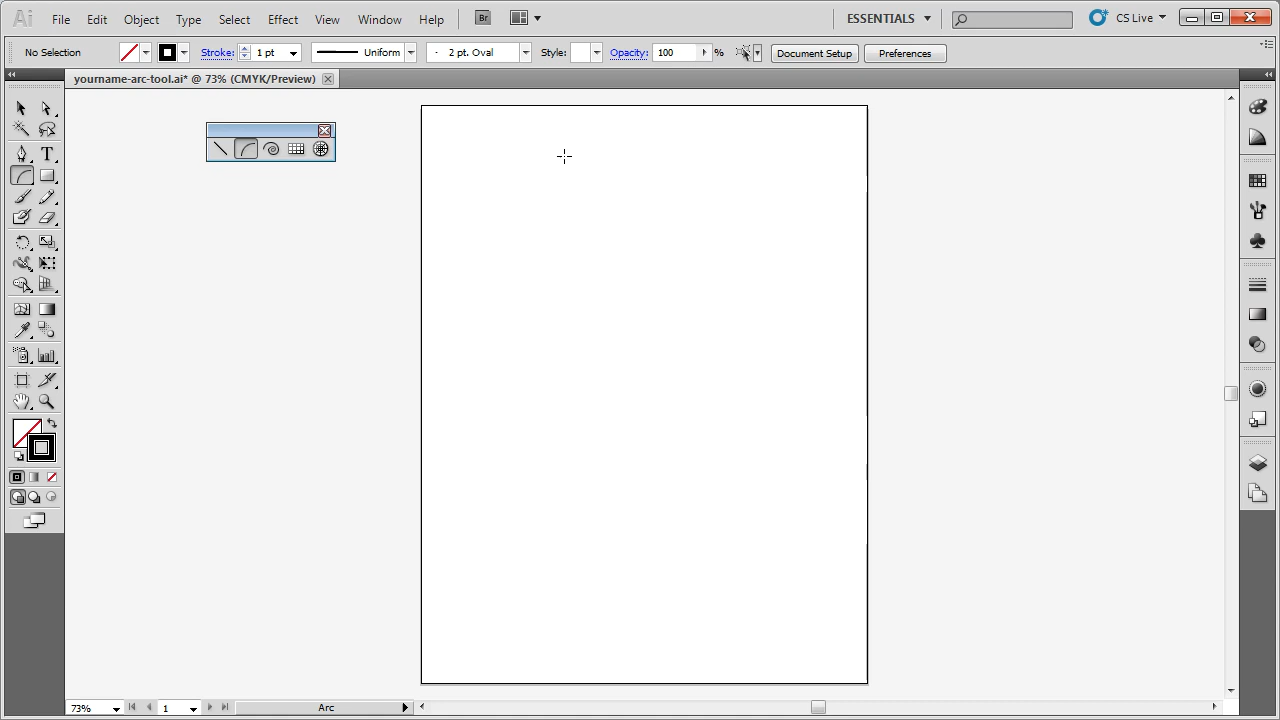 Ai File Edit Object Type Select Effect View Window Help Br ESSENTIALS CS Live
No Selection Stroke: 1 pt Uniform 2 pt. Oval Style: Opacity: 100 % Document Setup Preferences
yourname-arc-tool.ai* @ 73% (CMYK/Preview)
T
73% 1 Arc